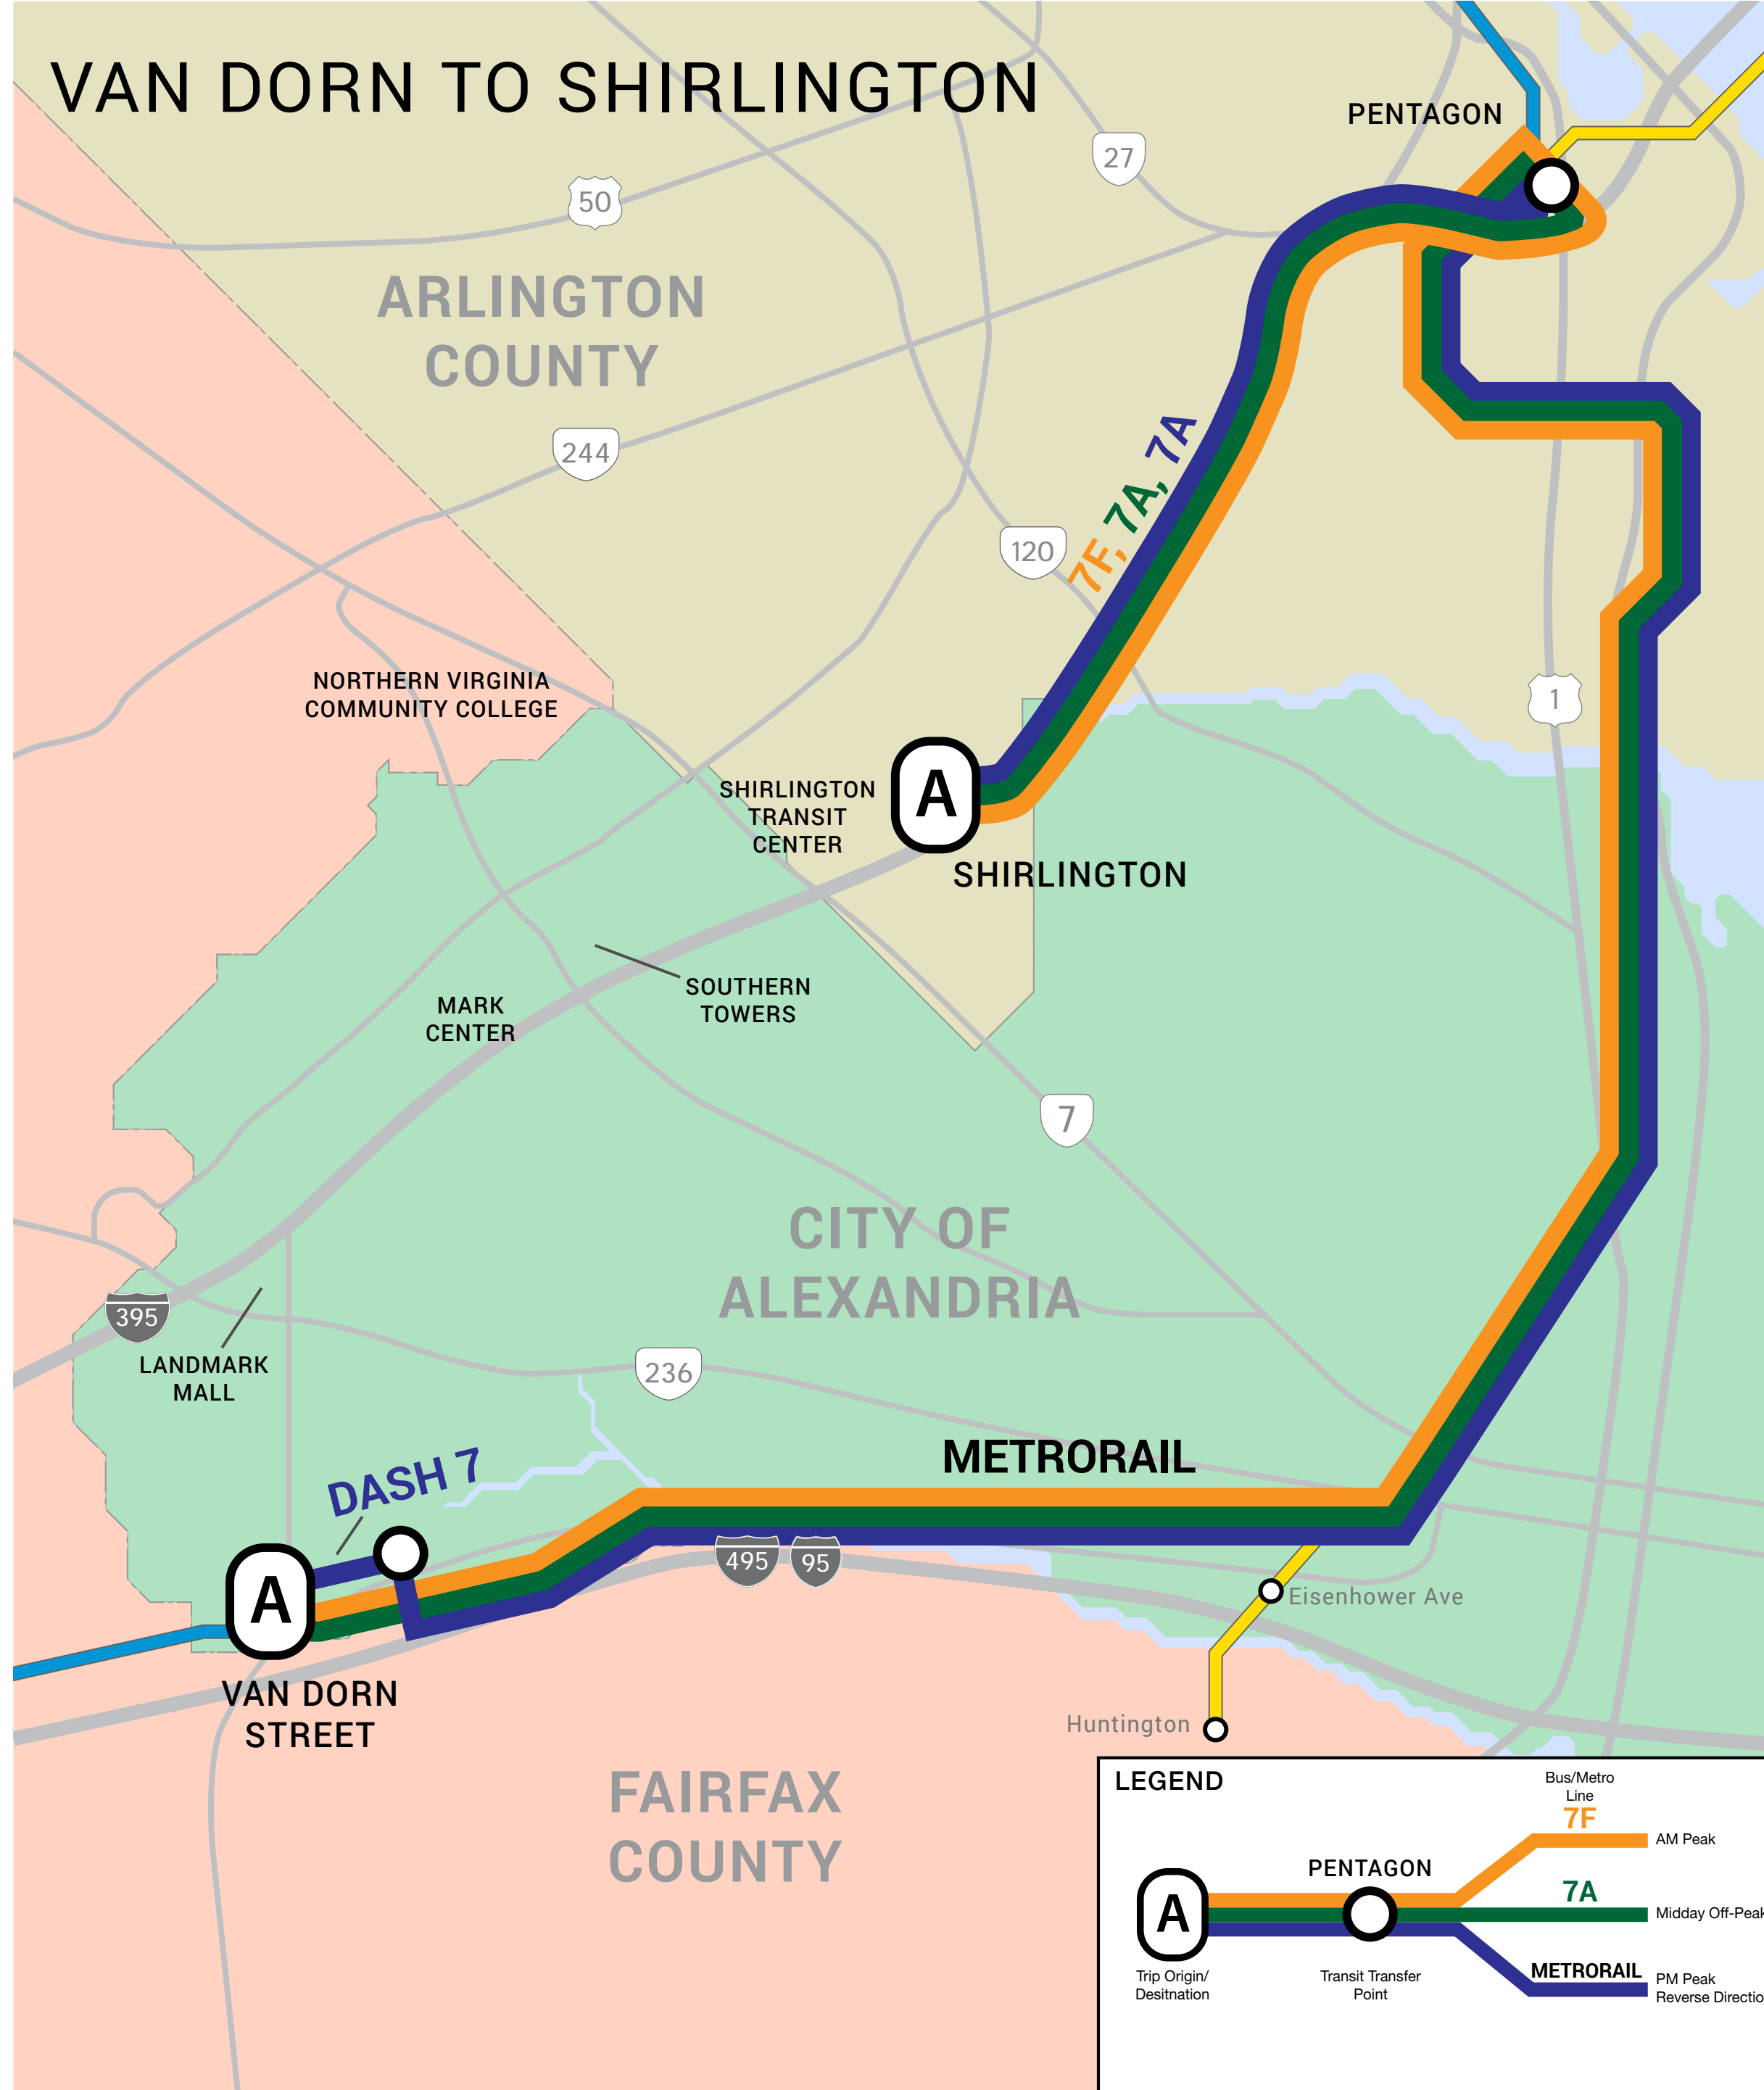 VAN DORN TO SHIRLINGTON
PENTAGON
27
50
ARLINGTON
COUNTY
244
7F, 7A, 7A
120
NORTHERN VIRGINIA
COMMUNITY COLLEGE
1
SHIRLINGTON
TRANSIT
CENTER
A
SHIRLINGTON
SOUTHERN
TOWERS
MARK
CENTER
7
CITY OF
ALEXANDRIA
395
LANDMARK
MALL
236
METRORAIL
DASH 7
495
95
A
Eisenhower Ave
VAN DORN
STREET
Huntington
FAIRFAX
COUNTY
LEGEND
Bus/Metro
Line
7F
AM Peak
PENTAGON
7A
A
Midday Off-Peak
METRORAIL
PM Peak
Reverse Directio
Trip Origin/
Desitnation
Transit Transfer
Point